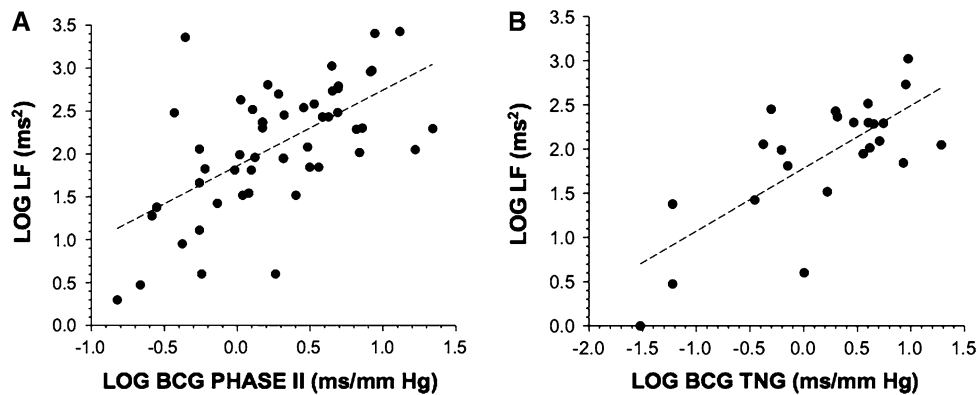 A
LOG LF (ms²)
3.5
3.0
2.5
2.0
1.5
1.0
0.5
0.0
-1.0 -0.5 0.0 0.5 1.0 1.5
LOG BCG PHASE II (ms/mm Hg)
B
LOG LF (ms²)
3.5
3.0
2.5
2.0
1.5
1.0
0.5
0.0
-2.0 -1.5 -1.0 -0.5 0.0 0.5 1.0 1.5
LOG BCG TNG (ms/mm Hg)